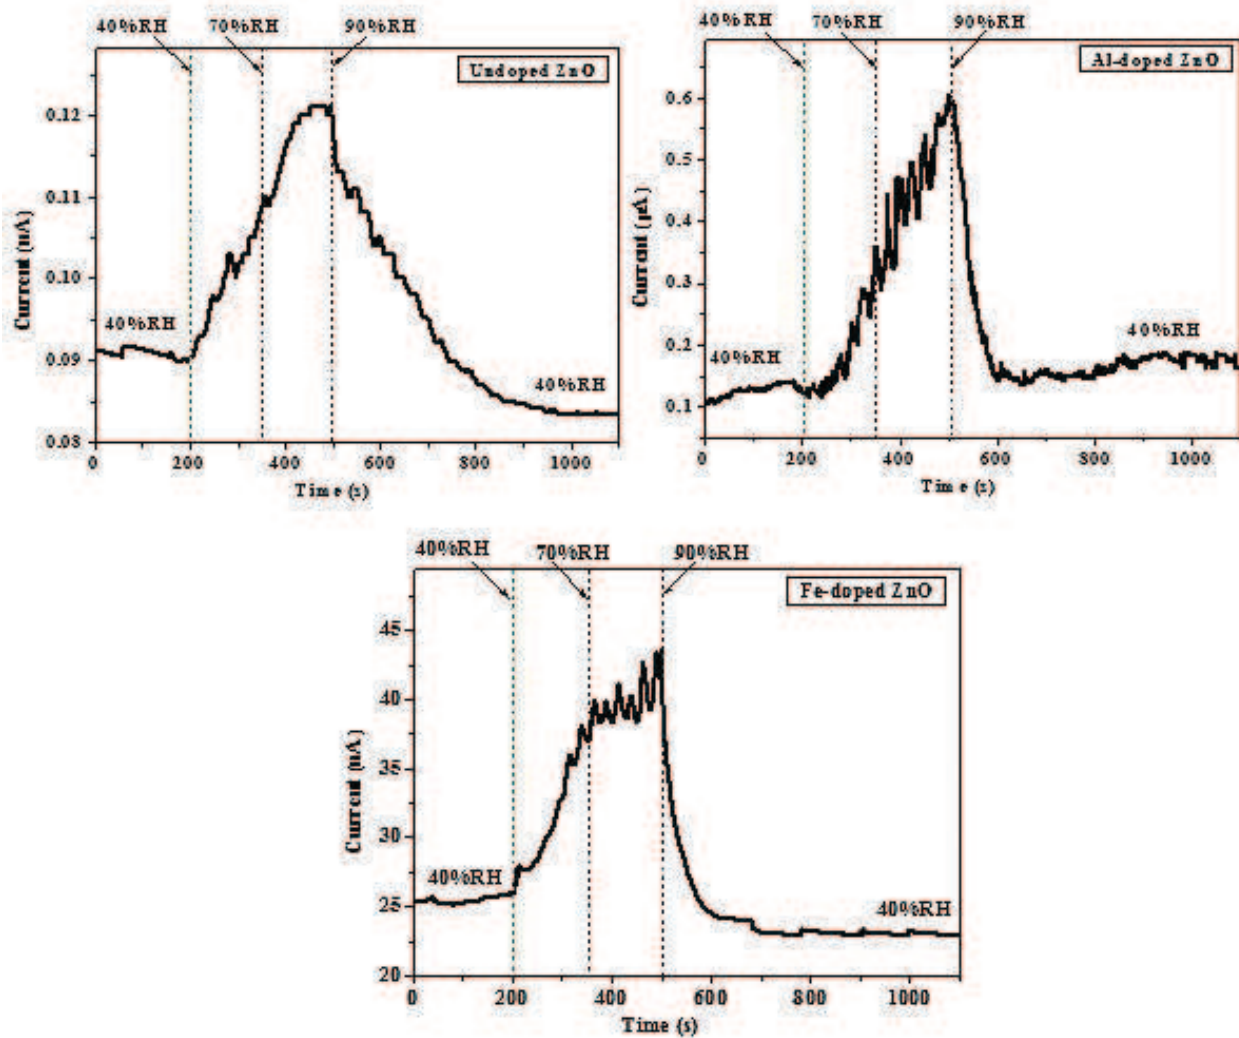 40%RH 70%RH 90%RH
Undoped ZnO
0.12
0.11
0.10
0.09
0.08
Current (nA)
40%RH
40%RH
0 200 400 600 800 1000
Time (s)
40%RH 70%RH 90%RH
Al-doped ZnO
0.6
0.5
0.4
0.3
0.2
0.1
Current (µA)
40%RH
40%RH
0 200 400 600 800 1000
Time (s)
40%RH 70%RH 90%RH
Fe-doped ZnO
45
40
35
30
25
20
Current (nA)
40%RH
40%RH
0 200 400 600 800 1000
Time (s)